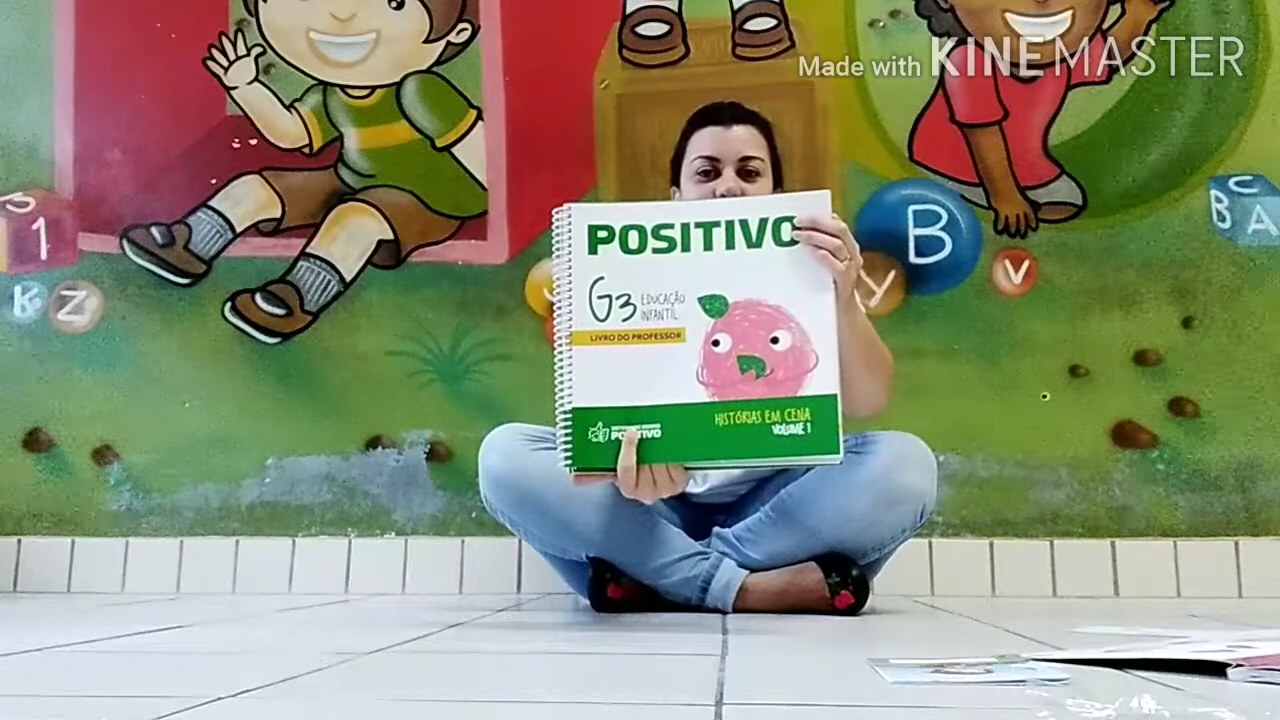 Made with KINEMASTER
POSITIVO
G3 EDUCAÇÃO
INFANTIL
LIVRO DO PROFESSOR
HISTÓRIAS EM CENA
VOLUME 1
POSITIVO
1
B
V
Y
Z
C
B A